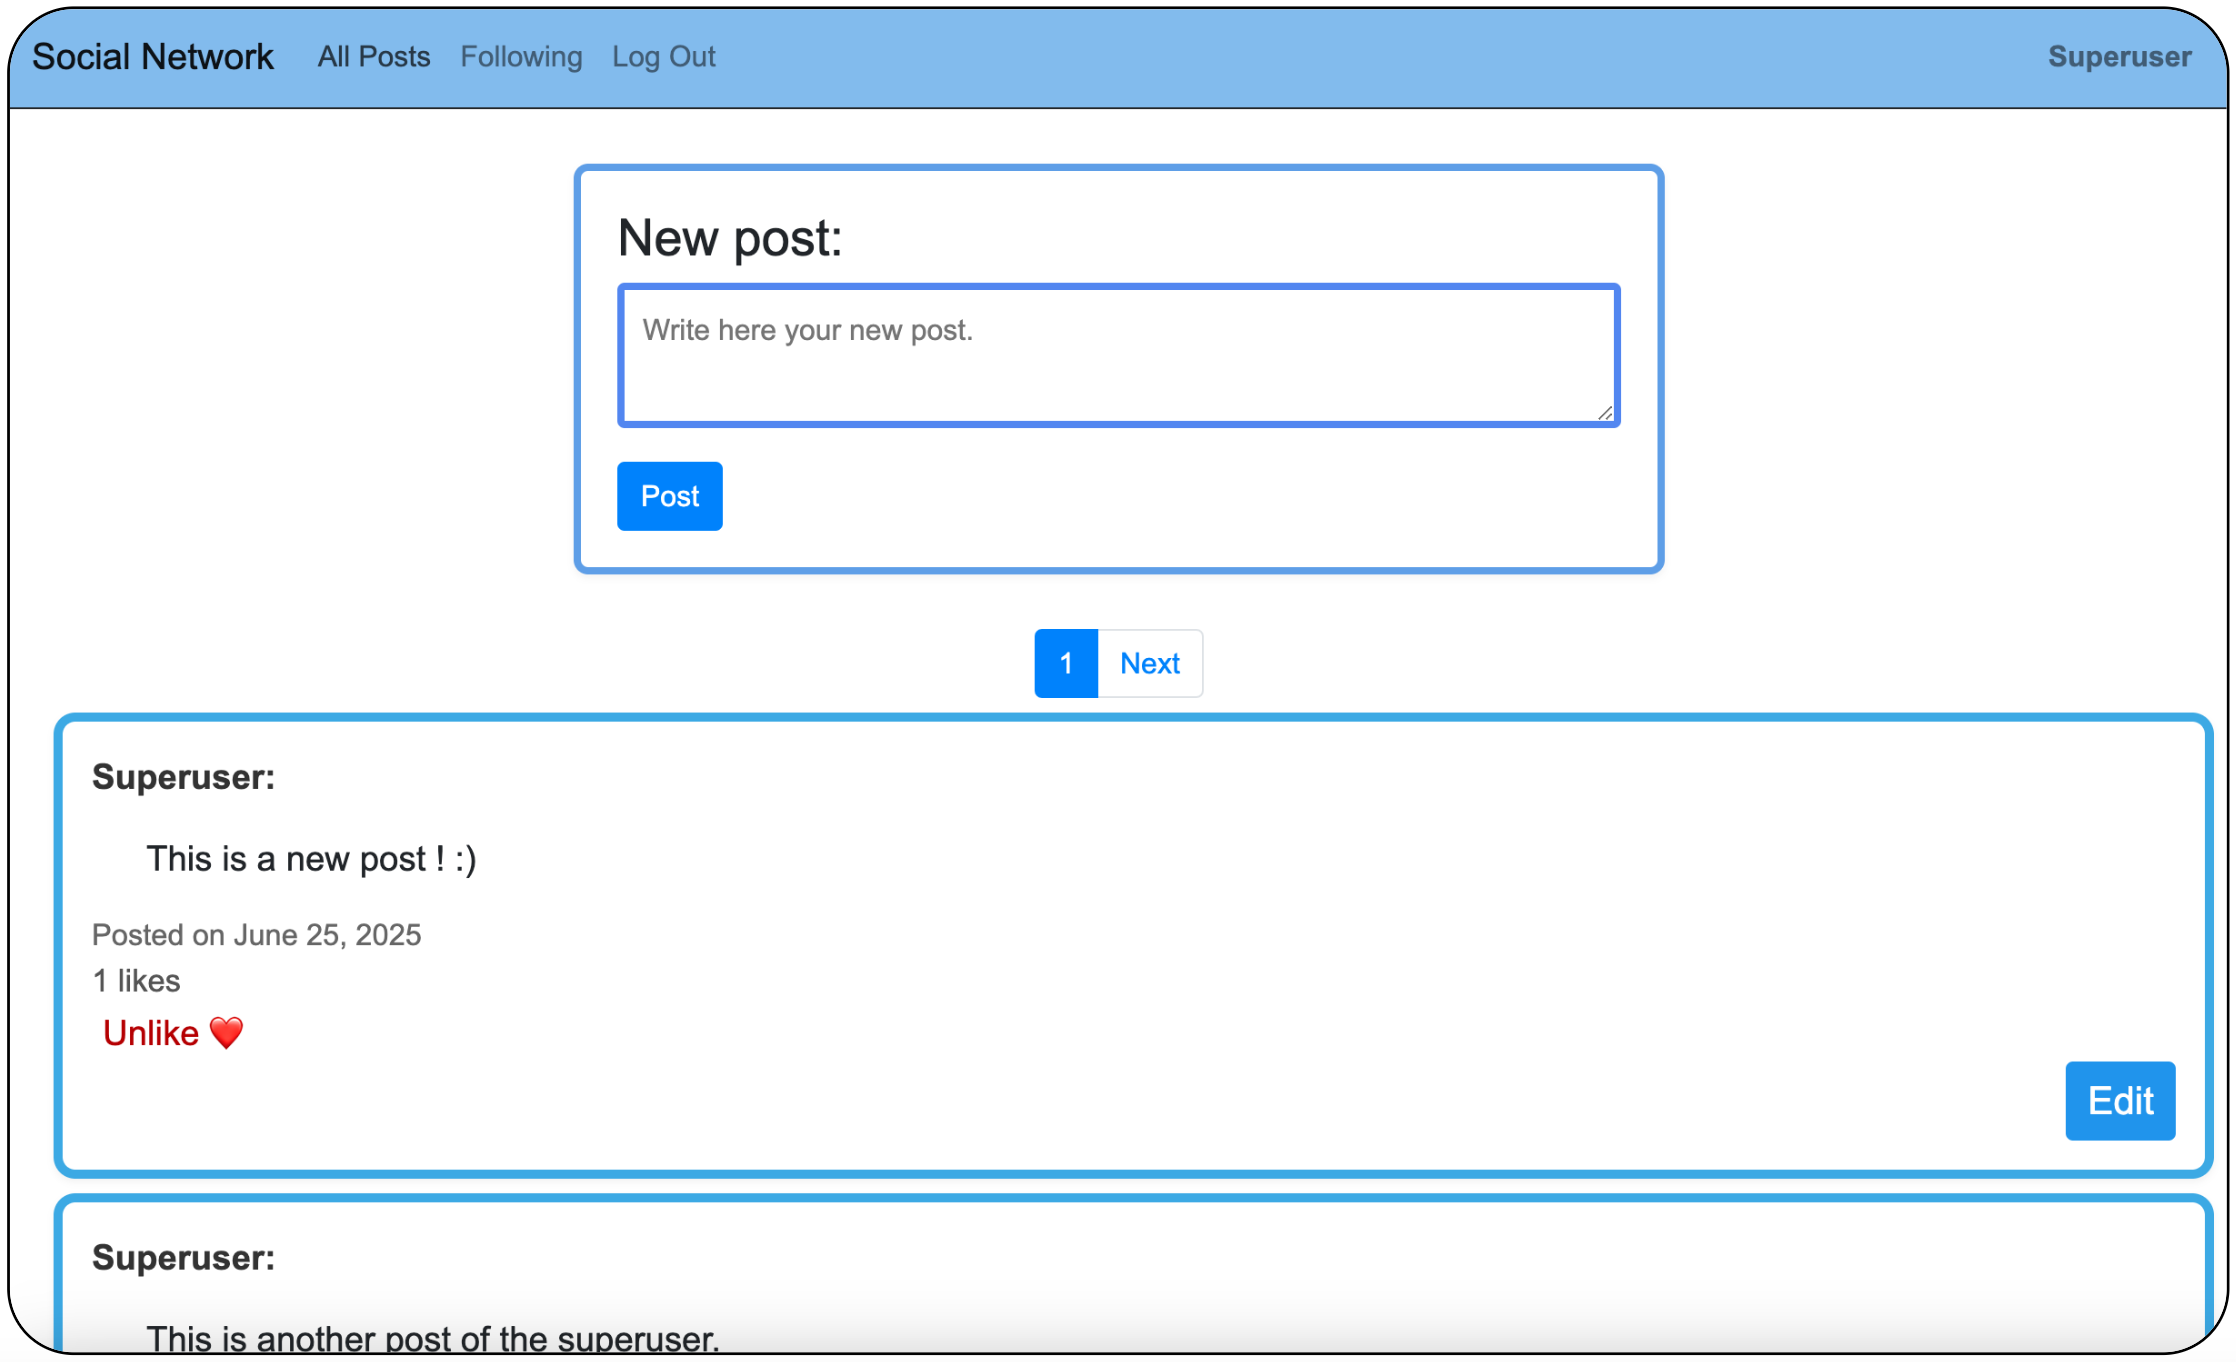 Social Network All Posts Following Log Out Superuser
New post:
Write here your new post.
Post
1 Next
Superuser:
This is a new post ! :)
Posted on June 25, 2025
1 likes
Unlike ❤️
Edit
Superuser:
This is another post of the superuser.